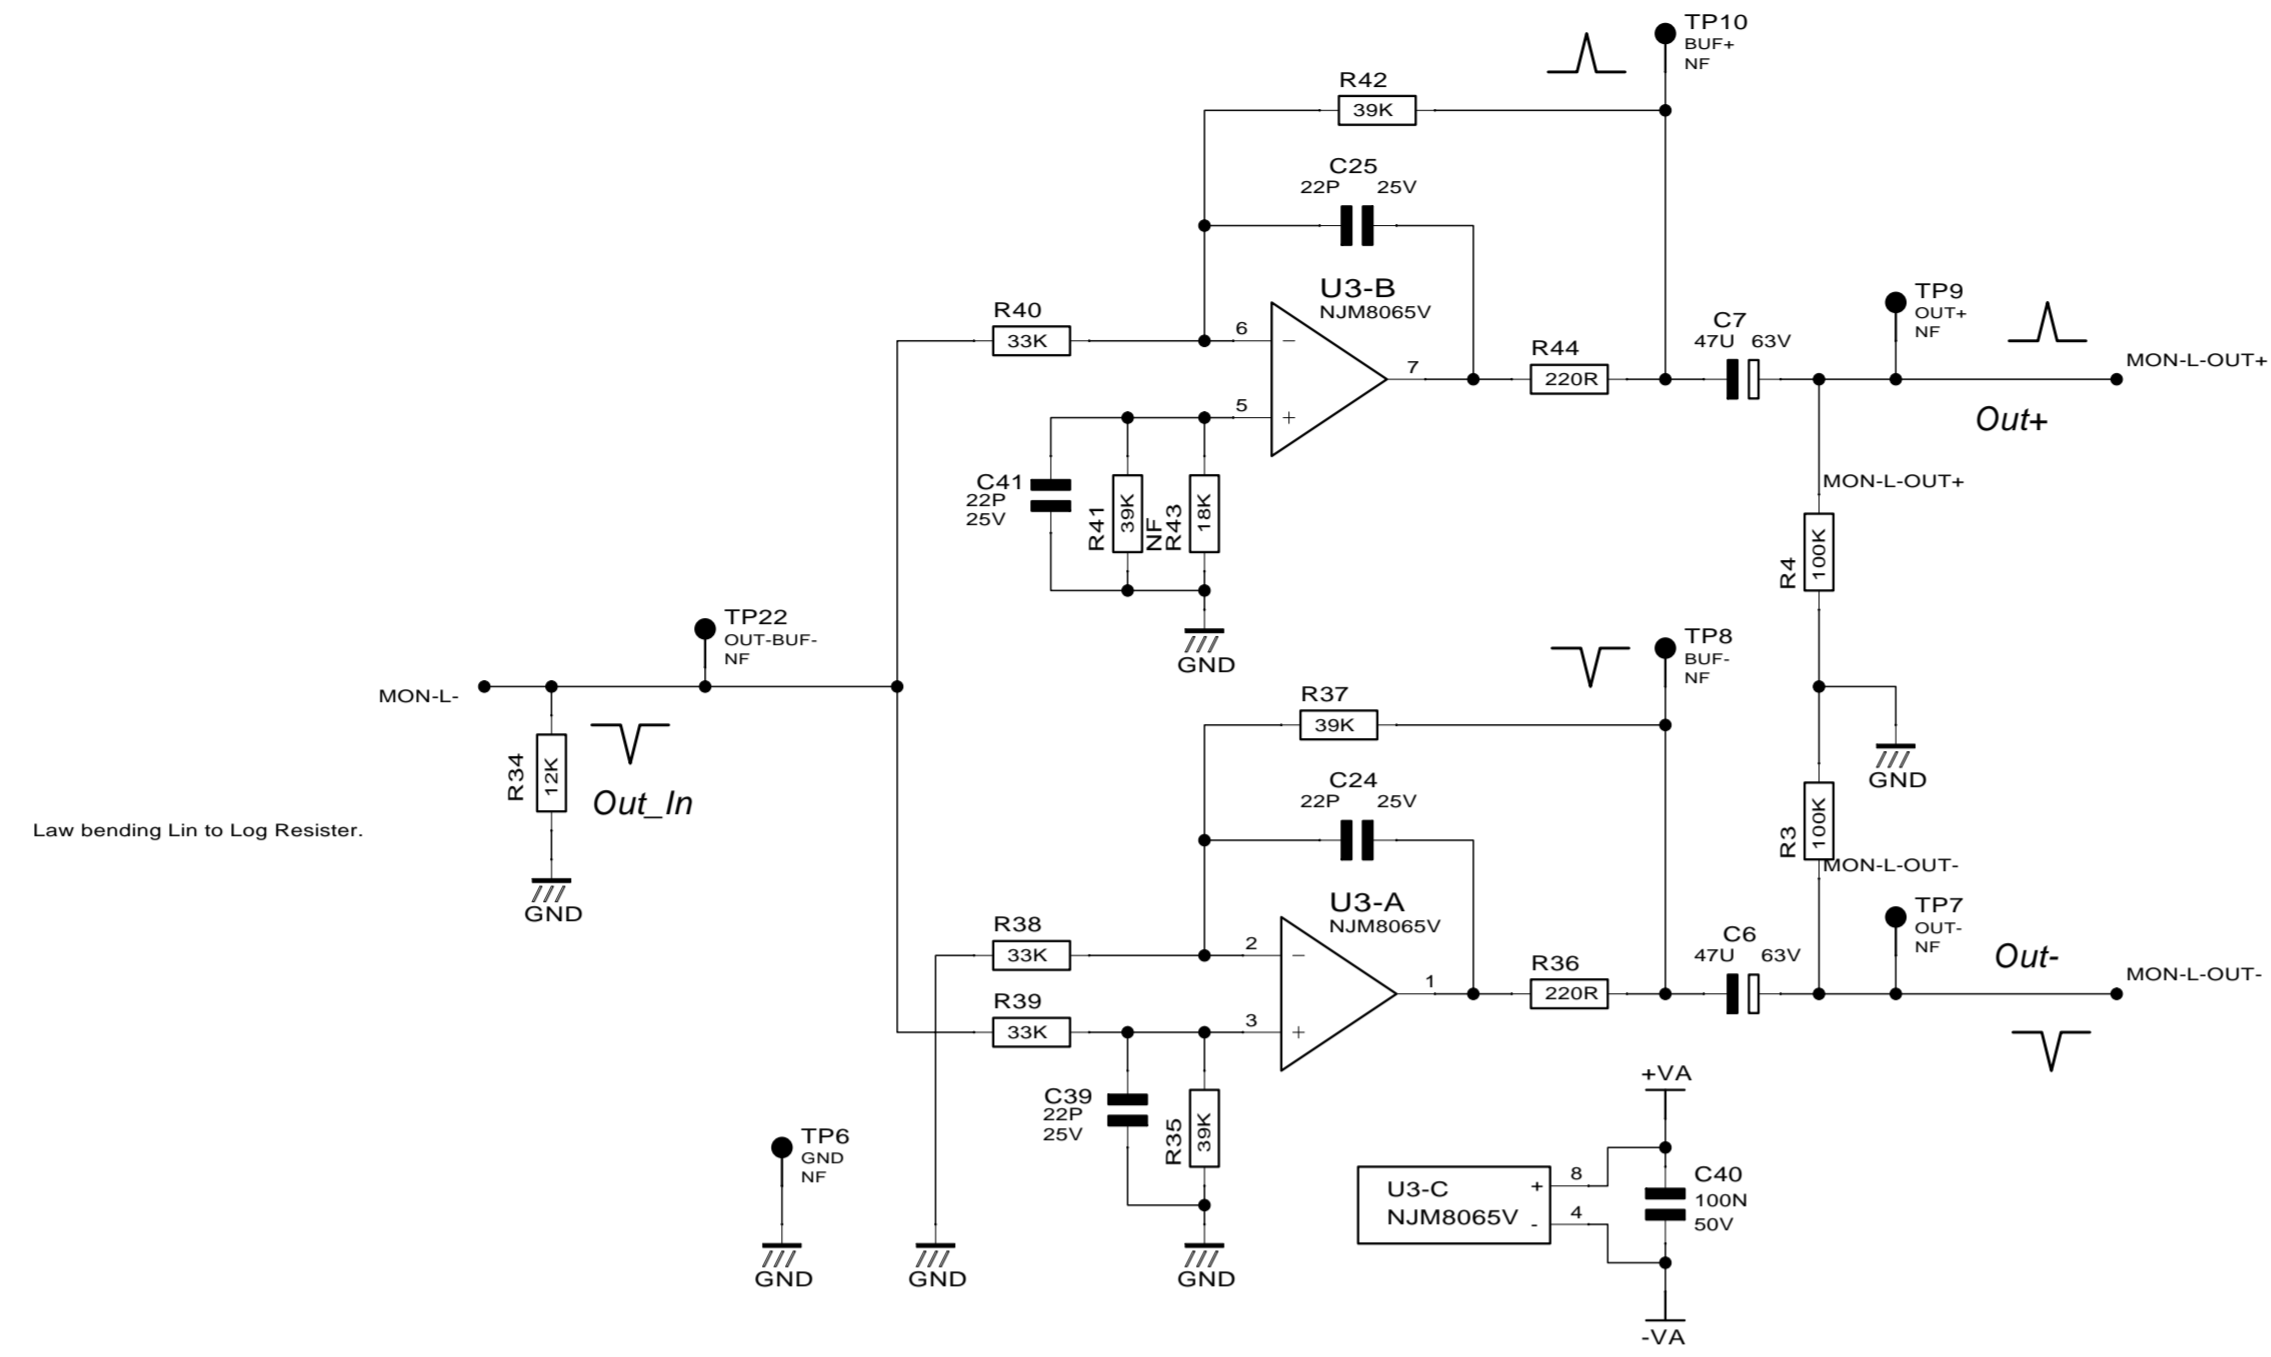 TP10
BUF+
NF
R42
39K
C25
22P 25V
U3-B
NJM8065V
R40
33K
6
−
7
5
+
R44
220R
C7
47U 63V
TP9
OUT+
NF
MON-L-OUT+
Out+
C41
22P
25V
R41
39K
NF
R43
18K
GND
MON-L-OUT+
R4
100K
TP22
OUT-BUF-
NF
MON-L-
R34
12K
Out_In
GND
Law bending Lin to Log Resister.
TP8
BUF-
NF
R37
39K
C24
22P 25V
GND
R3
100K
MON-L-OUT-
U3-A
NJM8065V
R38
33K
2
−
R39
33K
3
+
1
R36
220R
C6
47U 63V
TP7
OUT-
NF
Out-
MON-L-OUT-
C39
22P
25V
R35
39K
TP6
GND
NF
GND
GND
GND
+VA
U3-C
NJM8065V
+
-
8
4
C40
100N
50V
-VA